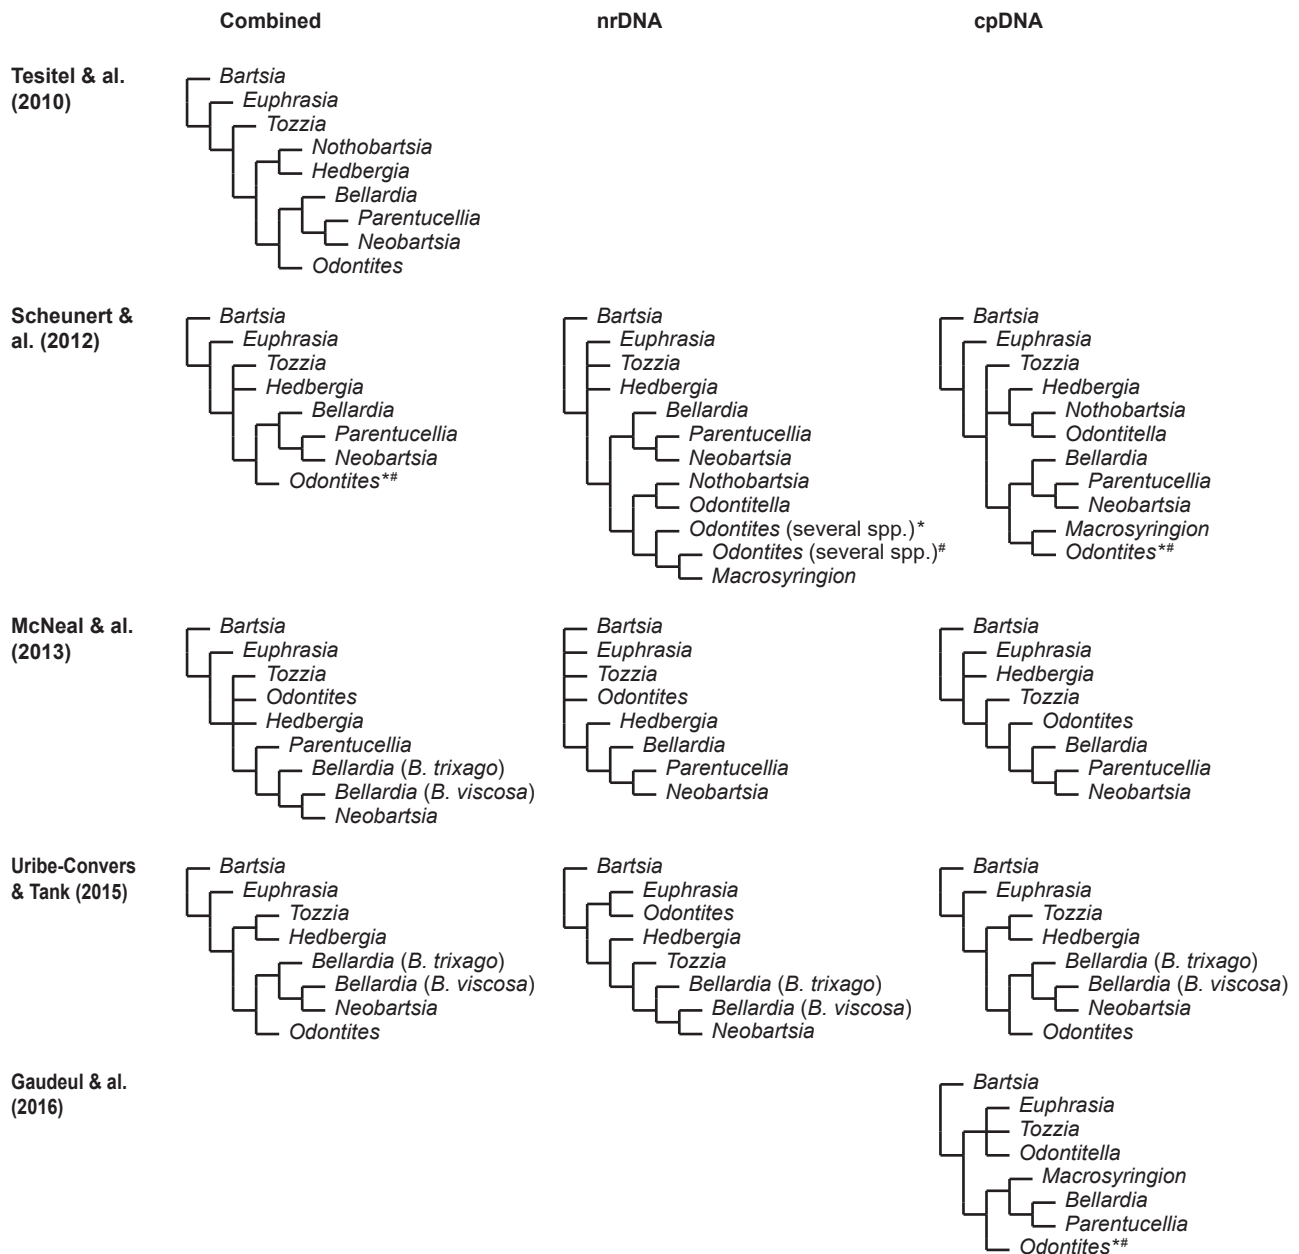 Combined nrDNA cpDNA
Tesitel & al.
(2010)
Bartsia
Euphrasia
Tozzia
Nothobartsia
Hedbergia
Bellardia
Parentucellia
Neobartsia
Odontites
Scheunert &
al. (2012)
Bartsia
Euphrasia
Tozzia
Hedbergia
Bellardia
Parentucellia
Neobartsia
Odontites*#
Bartsia
Euphrasia
Tozzia
Hedbergia
Bellardia
Parentucellia
Neobartsia
Nothobartsia
Odontitella
Odontites (several spp.)*
Odontites (several spp.)#
Macrosyringion
Bartsia
Euphrasia
Tozzia
Hedbergia
Nothobartsia
Odontitella
Bellardia
Parentucellia
Neobartsia
Macrosyringion
Odontites*#
McNeal & al.
(2013)
Bartsia
Euphrasia
Tozzia
Odontites
Hedbergia
Parentucellia
Bellardia (B. trixago)
Bellardia (B. viscosa)
Neobartsia
Bartsia
Euphrasia
Tozzia
Odontites
Hedbergia
Bellardia
Parentucellia
Neobartsia
Bartsia
Euphrasia
Hedbergia
Tozzia
Odontites
Bellardia
Parentucellia
Neobartsia
Uribe-Convers
& Tank (2015)
Bartsia
Euphrasia
Tozzia
Hedbergia
Bellardia (B. trixago)
Bellardia (B. viscosa)
Neobartsia
Odontites
Bartsia
Euphrasia
Odontites
Hedbergia
Tozzia
Bellardia (B. trixago)
Bellardia (B. viscosa)
Neobartsia
Bartsia
Euphrasia
Tozzia
Hedbergia
Bellardia (B. trixago)
Bellardia (B. viscosa)
Neobartsia
Odontites
Gaudeul & al.
(2016)
Bartsia
Euphrasia
Tozzia
Odontitella
Macrosyringion
Bellardia
Parentucellia
Odontites*#